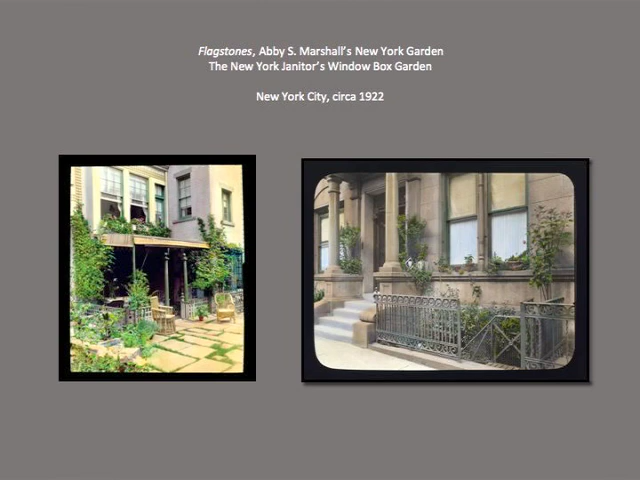 Flagstones, Abby S. Marshall's New York Garden
The New York Janitor's Window Box Garden
New York City, circa 1922